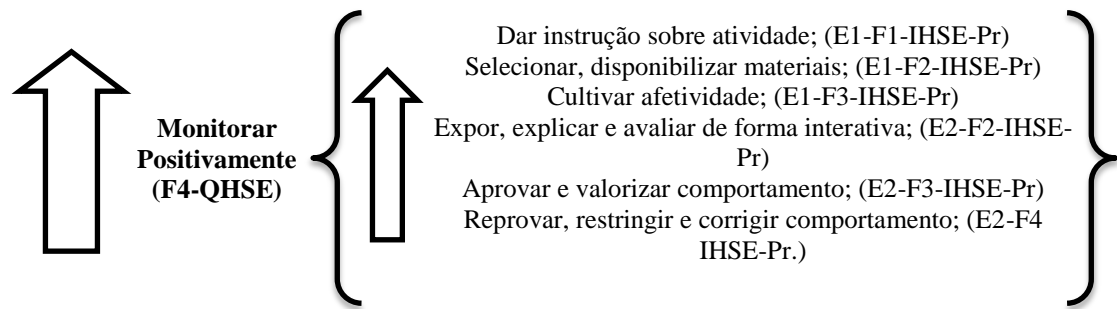 Monitorar
Positivamente
(F4-QHSE)
Dar instrução sobre atividade; (E1-F1-IHSE-Pr)
Selecionar, disponibilizar materiais; (E1-F2-IHSE-Pr)
Cultivar afetividade; (E1-F3-IHSE-Pr)
Expor, explicar e avaliar de forma interativa; (E2-F2-IHSE-
Pr)
Aprovar e valorizar comportamento; (E2-F3-IHSE-Pr)
Reprovar, restringir e corrigir comportamento; (E2-F4
IHSE-Pr.)